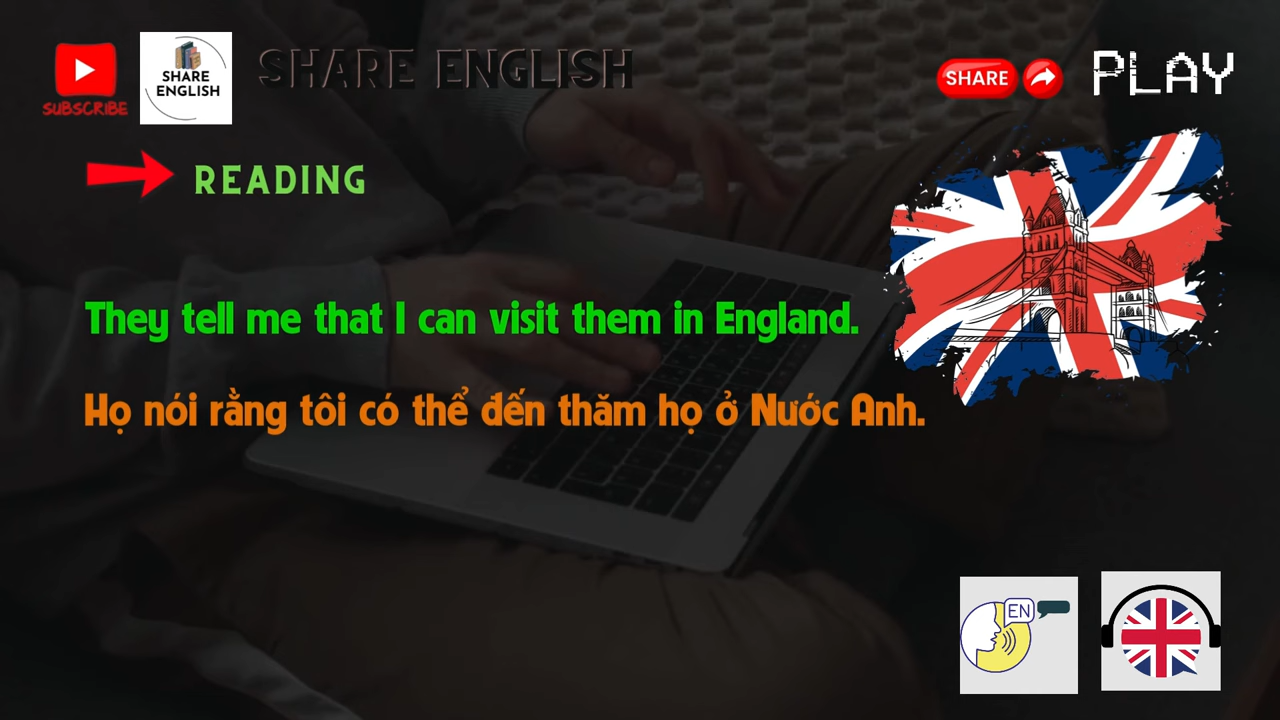 SUBSCRIBE
SHARE
ENGLISH
SHARE ENGLISH
SHARE
PLAY
READING
They tell me that I can visit them in England.
Họ nói rằng tôi có thể đến thăm họ ở Nước Anh.
EN